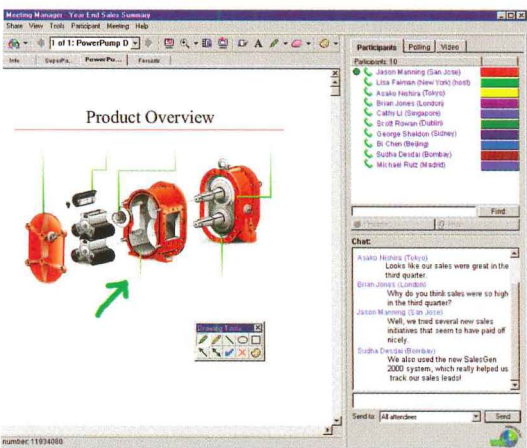 Meeting Manager - Year End Sales Summary
Share View Tools Participant Meeting Help
1 of 1: PowerPump D
Info
PowerPu...
Forcasts
Product Overview
Drawing Tools
Participants Polling Video
Participants: 10
Jason Manning (San Jose)
Lisa Faiman (New York) (host)
Asako Nishira (Tokyo)
Brian Jones (London)
Cathy Li (Singapore)
Scott Rowan (Dublin)
George Sheldon (Sidney)
Bi Chen (Beijing)
Sudha Desdai (Bombay)
Michael Rutz (Madrid)
Find
Chat:
Asako Nishira (Tokyo)
Looks like our sales were great in the
third quarter.
Brian Jones (London)
Why do you think sales were so high
in the third quarter?
Jason Manning (San Jose)
Well, we tried several new sales
initiatives that seem to have paid off
nicely.
Sudha Desdai (Bombay)
We also used the new SalesGen
2000 system, which really helped us
track our sales leads!
Send to: All attendees
Send
number: 11934080